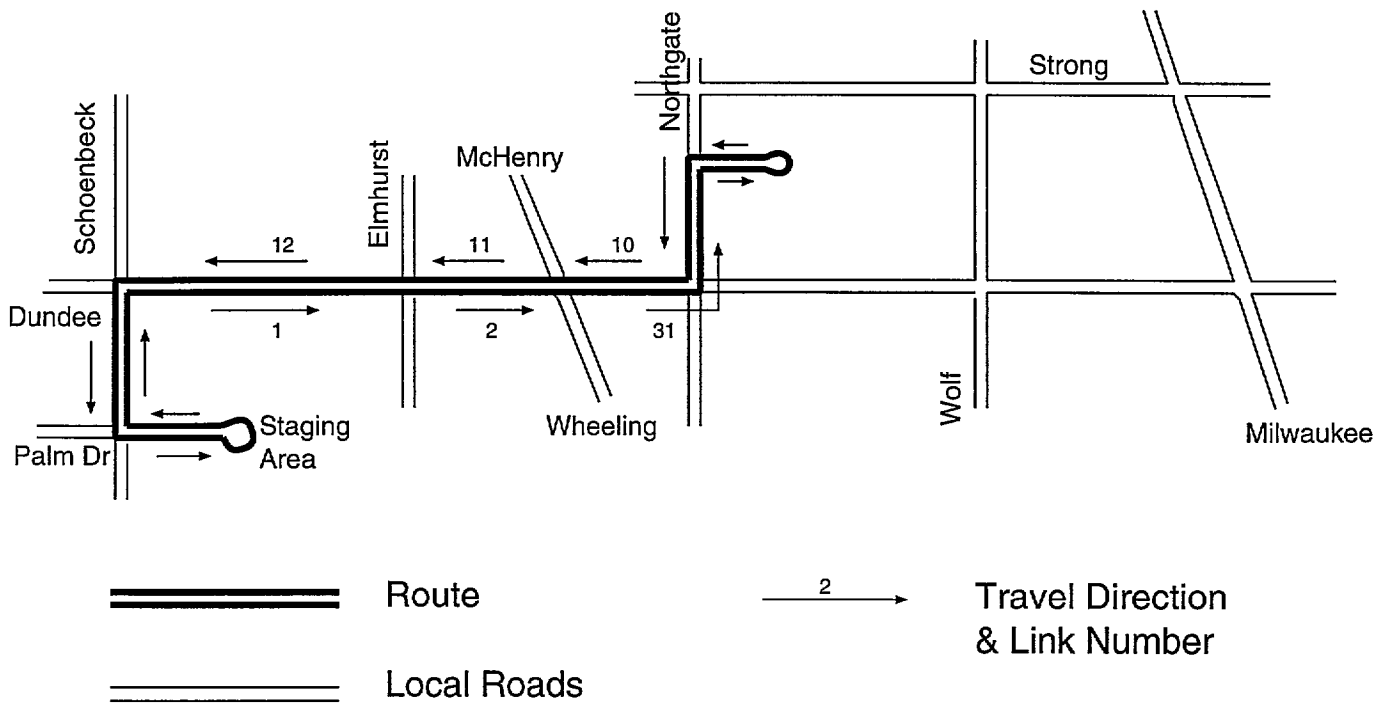 Strong
Northgate
Schoenbeck
Elmhurst
McHenry
12
11
10
Dundee
1
2
31
Wolf
Staging
Area
Wheeling
Milwaukee
Palm Dr
Route
2
Travel Direction
& Link Number
Local Roads